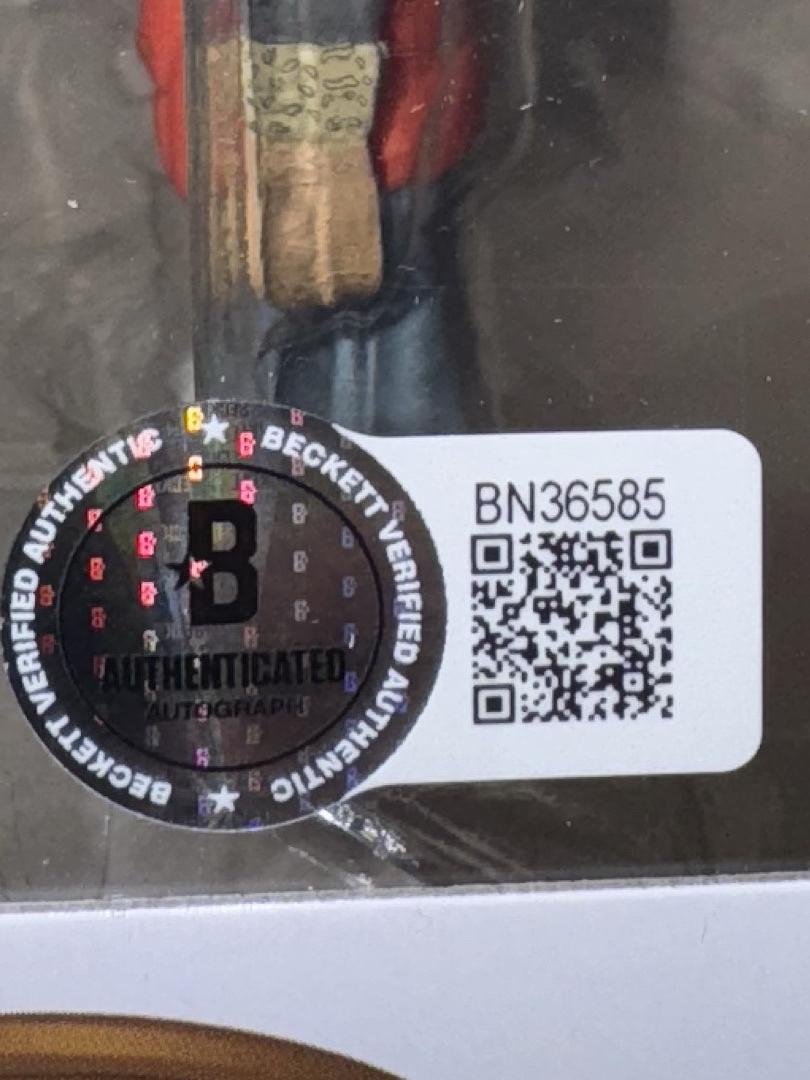 BECKETT VERIFIED AUTHENTIC
BECKETT VERIFIED AUTHENTIC
B
AUTHENTICATED
AUTOGRAPH
BN36585